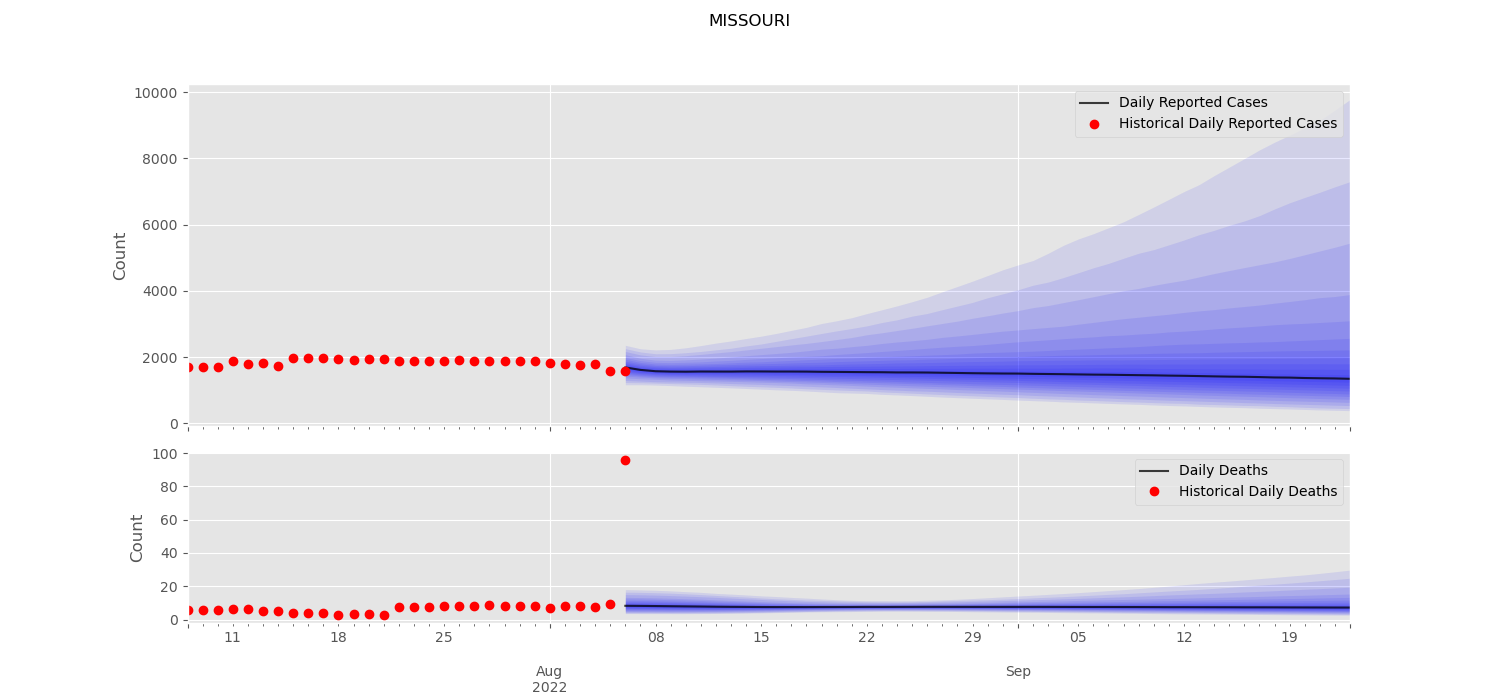 MISSOURI
10000
8000
6000
4000
2000
0
Count
Daily Reported Cases
Historical Daily Reported Cases
100
80
60
40
20
0
Count
Daily Deaths
Historical Daily Deaths
11 18 25 08 15 22 29 05 12 19
Aug Sep
2022